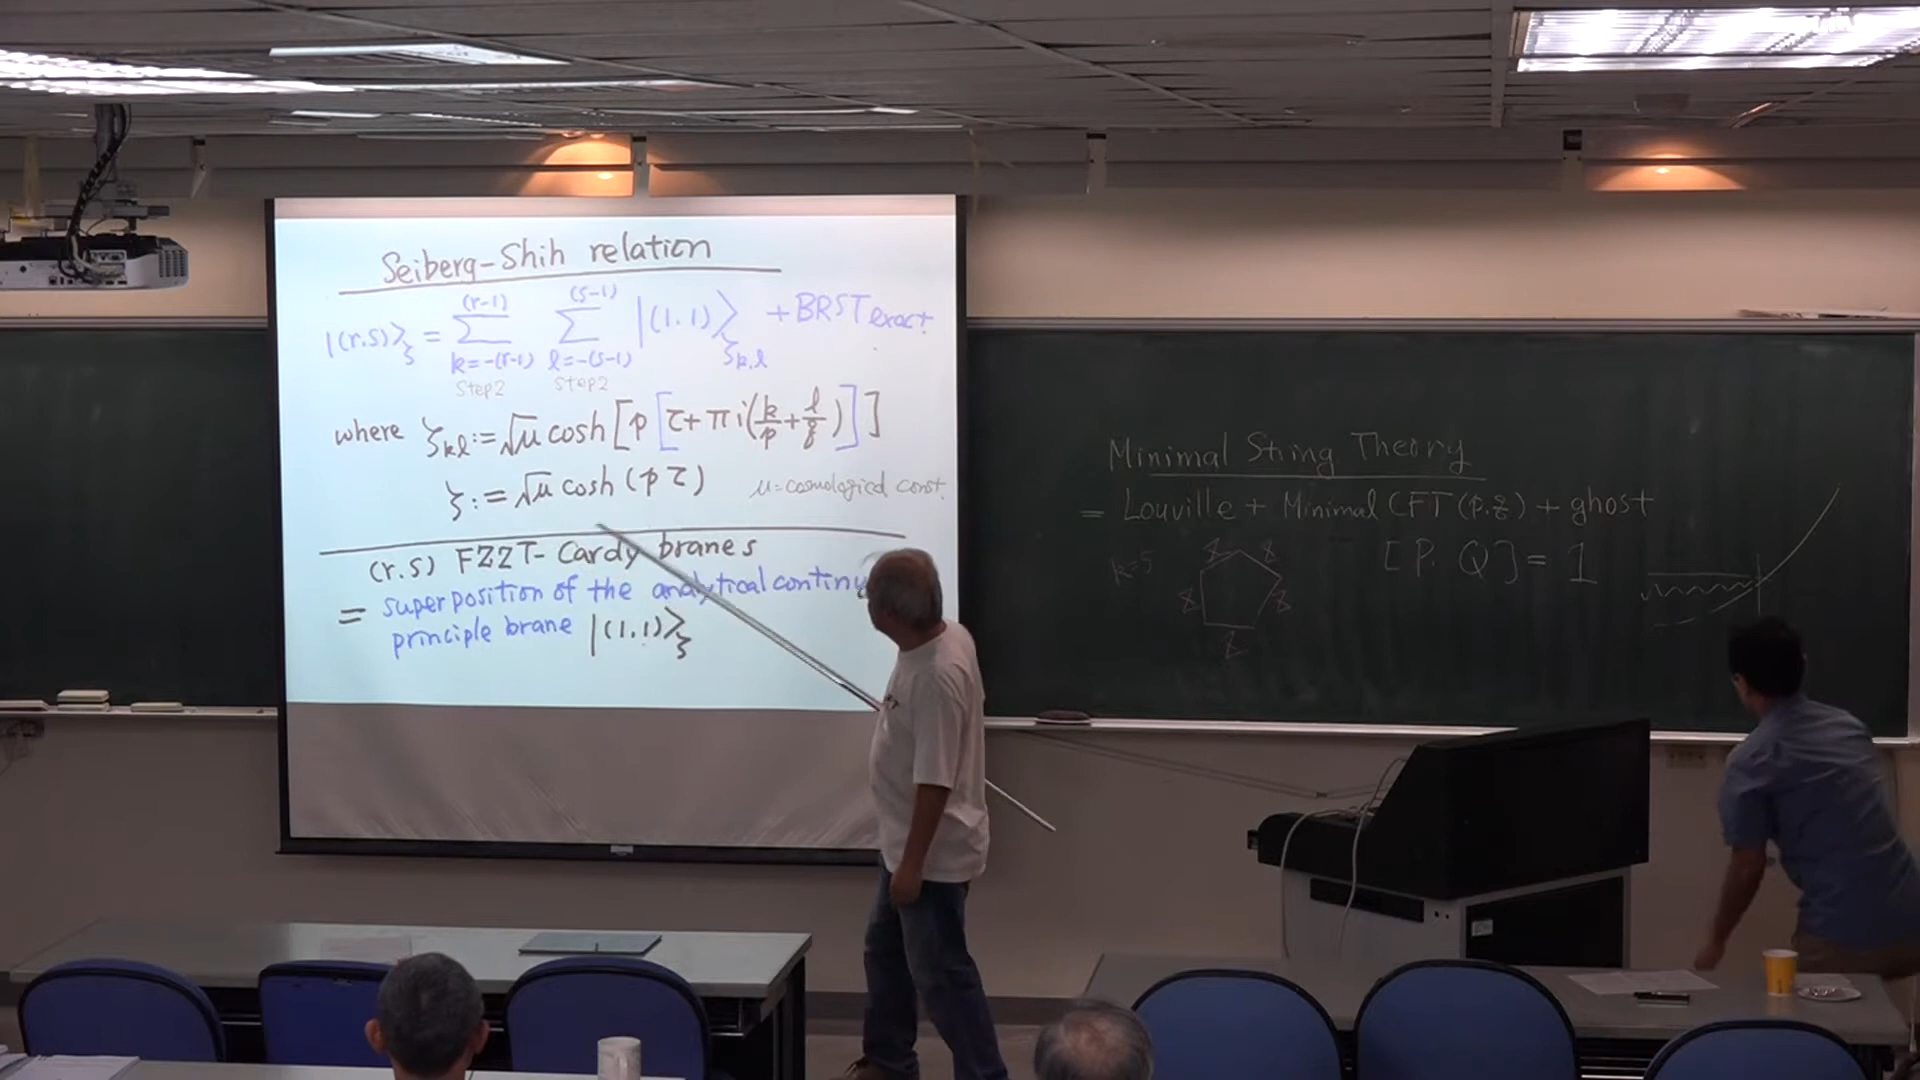 Seiberg-Shih relation
|(r.s)⟩_ζ = Σ_{k=-(r-1)}^{(r-1)} Σ_{l=-(s-1)}^{(s-1)} |(1.1)⟩_{ζ_{k,l}} + BRST exact
Step2 Step2
where ζ_{kl} := √μ cosh [p [τ + πi(k/p + l/q)]]
ζ := √μ cosh (pτ) μ = cosmological const.
(r.s) FZZT-Cardy branes
= superposition of the analytical continu
principle brane |(1.1)⟩_ζ
Minimal String Theory
= Louville + Minimal CFT (p.q) + ghost
k=5 [P. Q] = 1